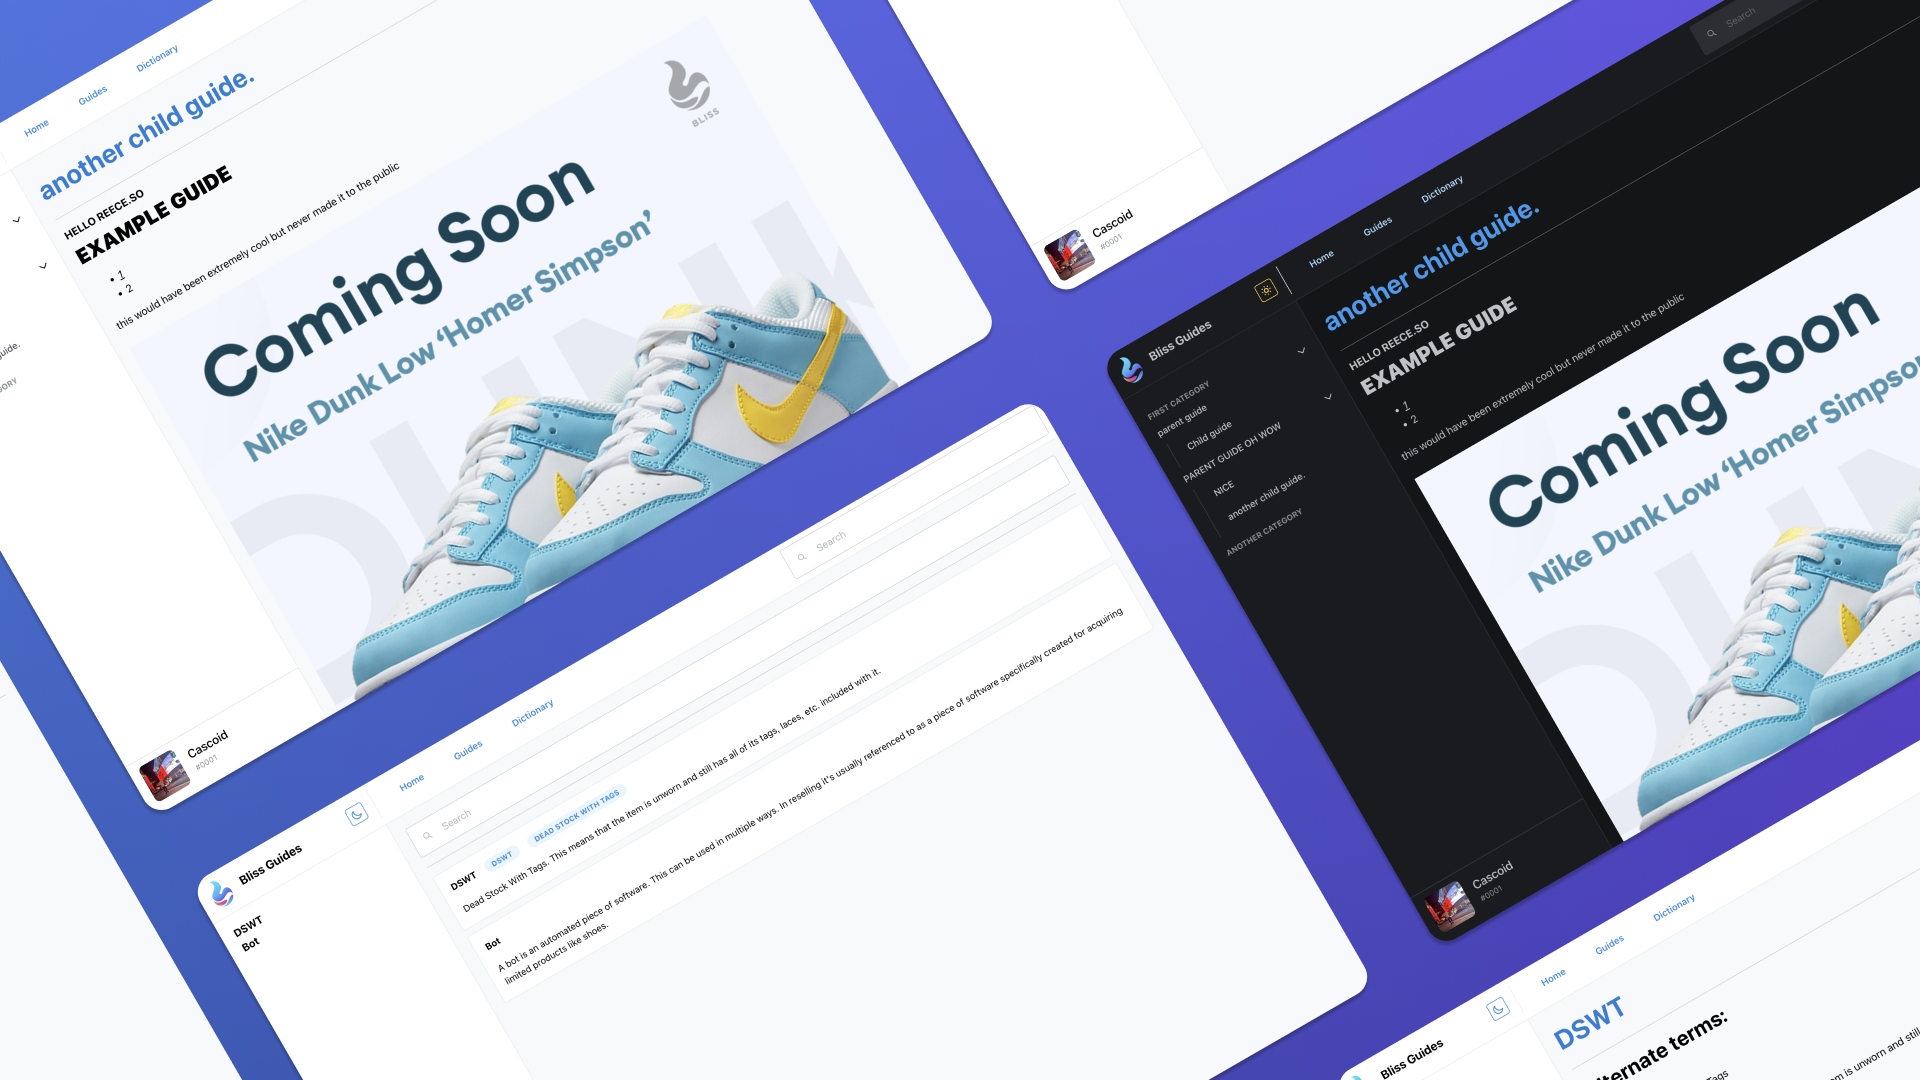 Home
Guides
Dictionary
another child guide.
HELLO REECE.SO
EXAMPLE GUIDE
• 1
• 2
this would have been extremely cool but never made it to the public
BLISS
Coming Soon
Nike Dunk Low ‘Homer Simpson’
Cascoid
#0001
Cascoid
#0001
Search
Bliss Guides
Home
Guides
Dictionary
FIRST CATEGORY
parent guide
Child guide
PARENT GUIDE OH WOW
NICE
another child guide.
ANOTHER CATEGORY
another child guide.
HELLO REECE.SO
EXAMPLE GUIDE
• 1
• 2
this would have been extremely cool but never made it to the public
Coming Soon
Nike Dunk Low ‘Homer Simpson
Cascoid
#0001
Bliss Guides
Home
Guides
Dictionary
Search
DSWT
Bot
Search
DSWT
DSWT
DEAD STOCK WITH TAGS
Dead Stock With Tags. This means that the item is unworn and still has all of its tags, laces, etc. included with it.
Bot
A bot is an automated piece of software. This can be used in multiple ways. In reselling it's usually referenced to as a piece of software specifically created for acquiring
limited products like shoes.
Bliss Guides
Home
Guides
Dictionary
DSWT
ternate terms:
Tags
m is unworn and still